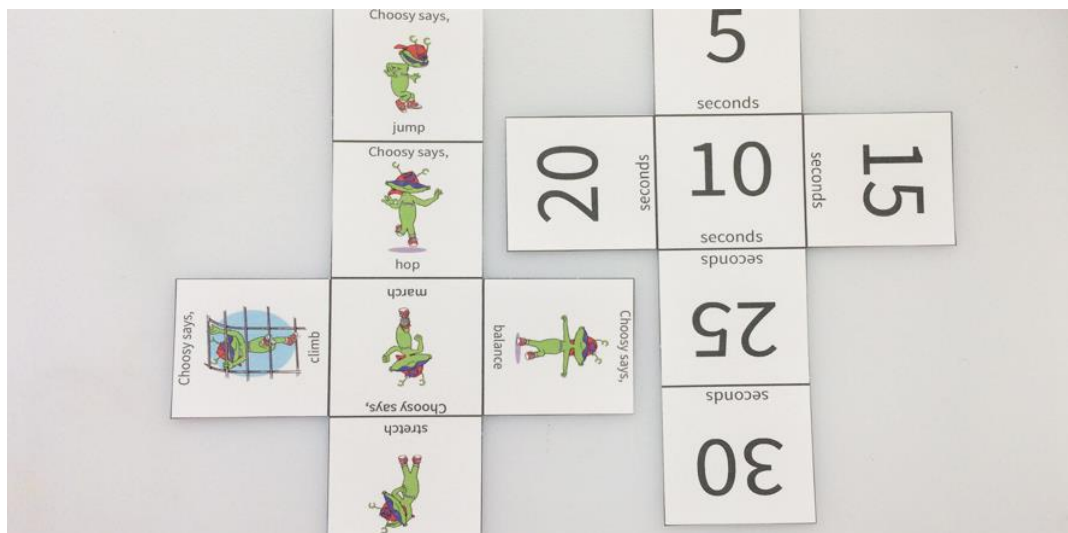 Choosy says,
jump
Choosy says,
hop
Choosy says,
climb
march
Choosy says,
balance
Choosy says,
stretch
5
seconds
20
seconds
10
seconds
15
seconds
seconds
25
seconds
30